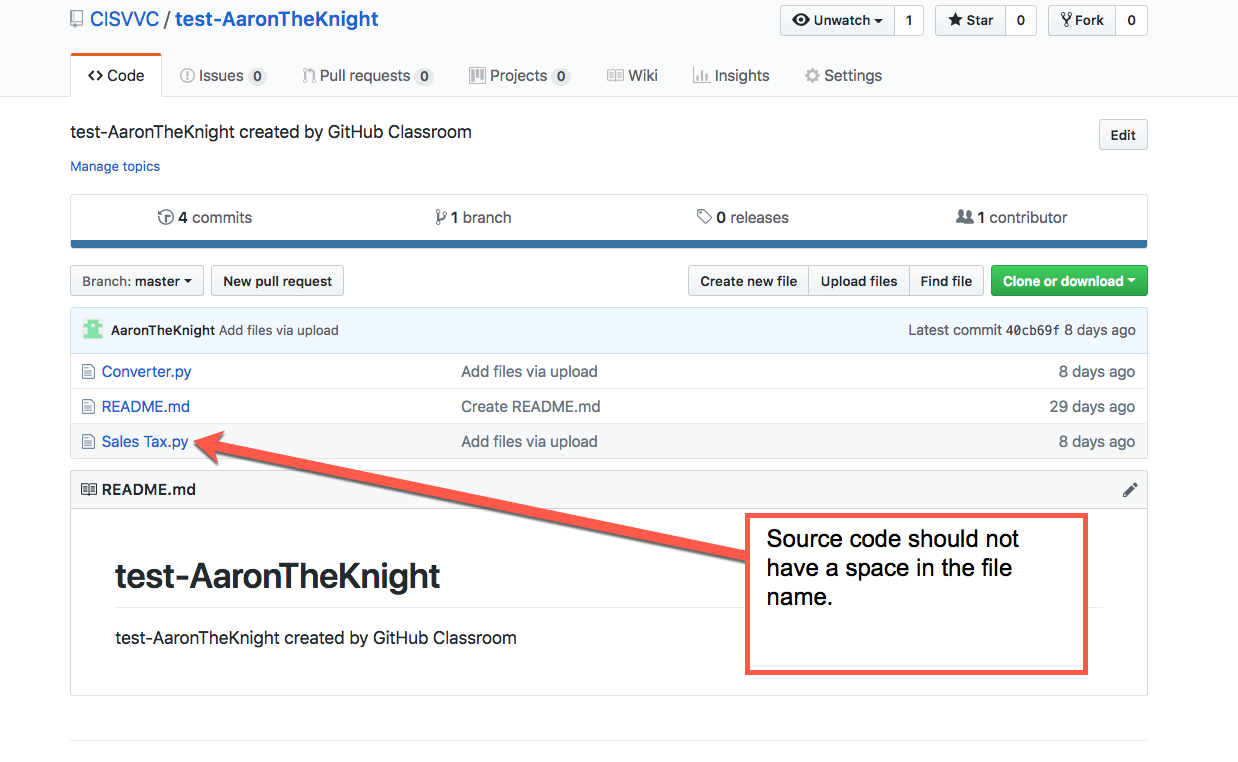 CISVVC / test-AaronTheKnight
Unwatch 1 Star 0 Fork 0
Code Issues 0 Pull requests 0 Projects 0 Wiki Insights Settings
test-AaronTheKnight created by GitHub Classroom
Edit
Manage topics
4 commits 1 branch 0 releases 1 contributor
Branch: master New pull request Create new file Upload files Find file Clone or download
AaronTheKnight Add files via upload Latest commit 40cb69f 8 days ago
Converter.py Add files via upload 8 days ago
README.md Create README.md 29 days ago
Sales Tax.py Add files via upload 8 days ago
README.md
Source code should not
have a space in the file
name.
test-AaronTheKnight
test-AaronTheKnight created by GitHub Classroom